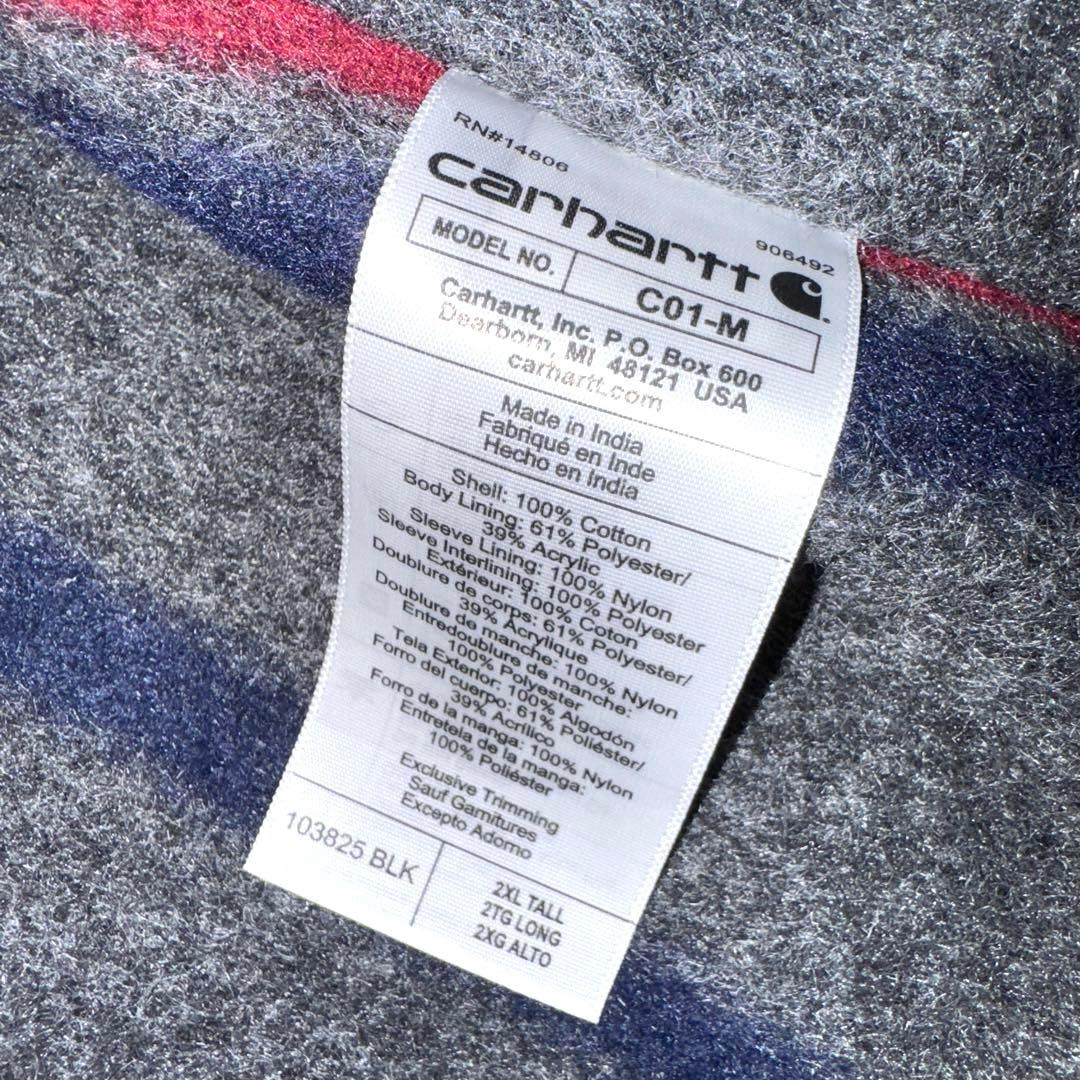 RN#14806
906492
carhartt
MODEL NO. C01-M
Carhartt, Inc. P.O. Box 600
Dearborn, MI 48121 USA
carhartt.com
Made in India
Fabriqué en Inde
Hecho en India
Shell: 100% Cotton
Body Lining: 61% Polyester/
39% Acrylic
Sleeve Lining: 100% Nylon
Sleeve Interlining: 100% Polyester
Extérieur: 100% Coton
Doublure de corps: 61% Polyester/
39% Acrylique
Doublure de manche: 100% Nylon
Entredoublure de manche:
100% Polyester
Tela Exterior: 100% Algodón
Forro del cuerpo: 61% Poliéster/
39% Acrílico
Forro de la manga: 100% Nylon
Entretela de la manga:
100% Poliéster
Exclusive Trimming
Sauf Garnitures
Excepto Adorno
103825 BLK
2XL TALL
2TG LONG
2XG ALTO